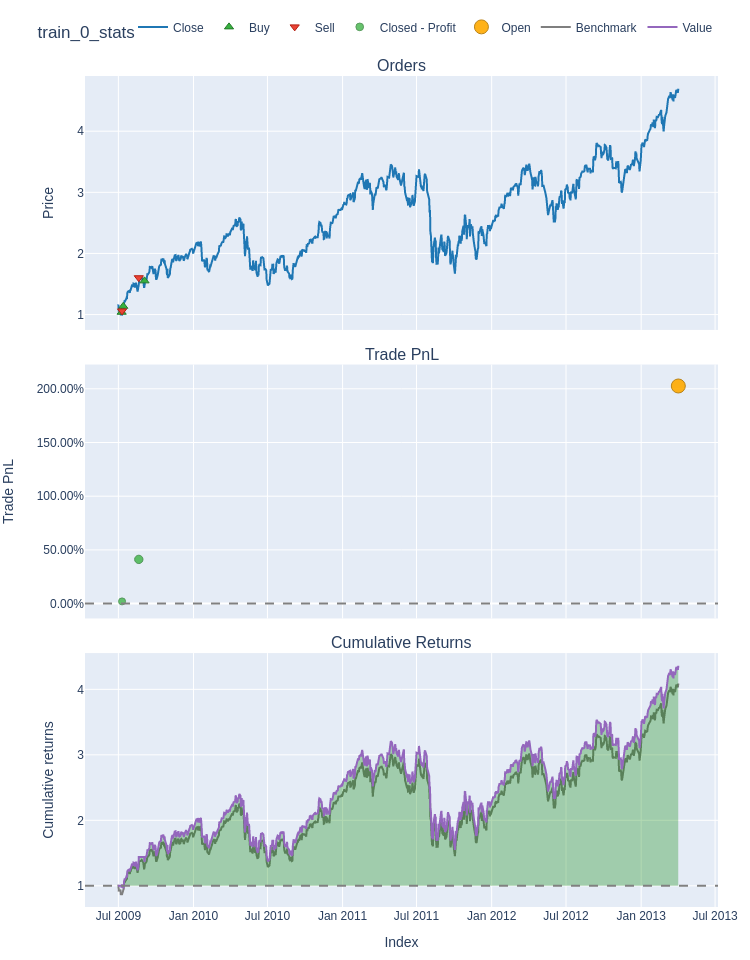 train_0_stats
Close Buy Sell Closed - Profit Open Benchmark Value
Orders
Price
4
3
2
1
Trade PnL
Trade PnL
200.00%
150.00%
100.00%
50.00%
0.00%
Cumulative Returns
Cumulative returns
4
3
2
1
Jul 2009 Jan 2010 Jul 2010 Jan 2011 Jul 2011 Jan 2012 Jul 2012 Jan 2013 Jul 2013
Index